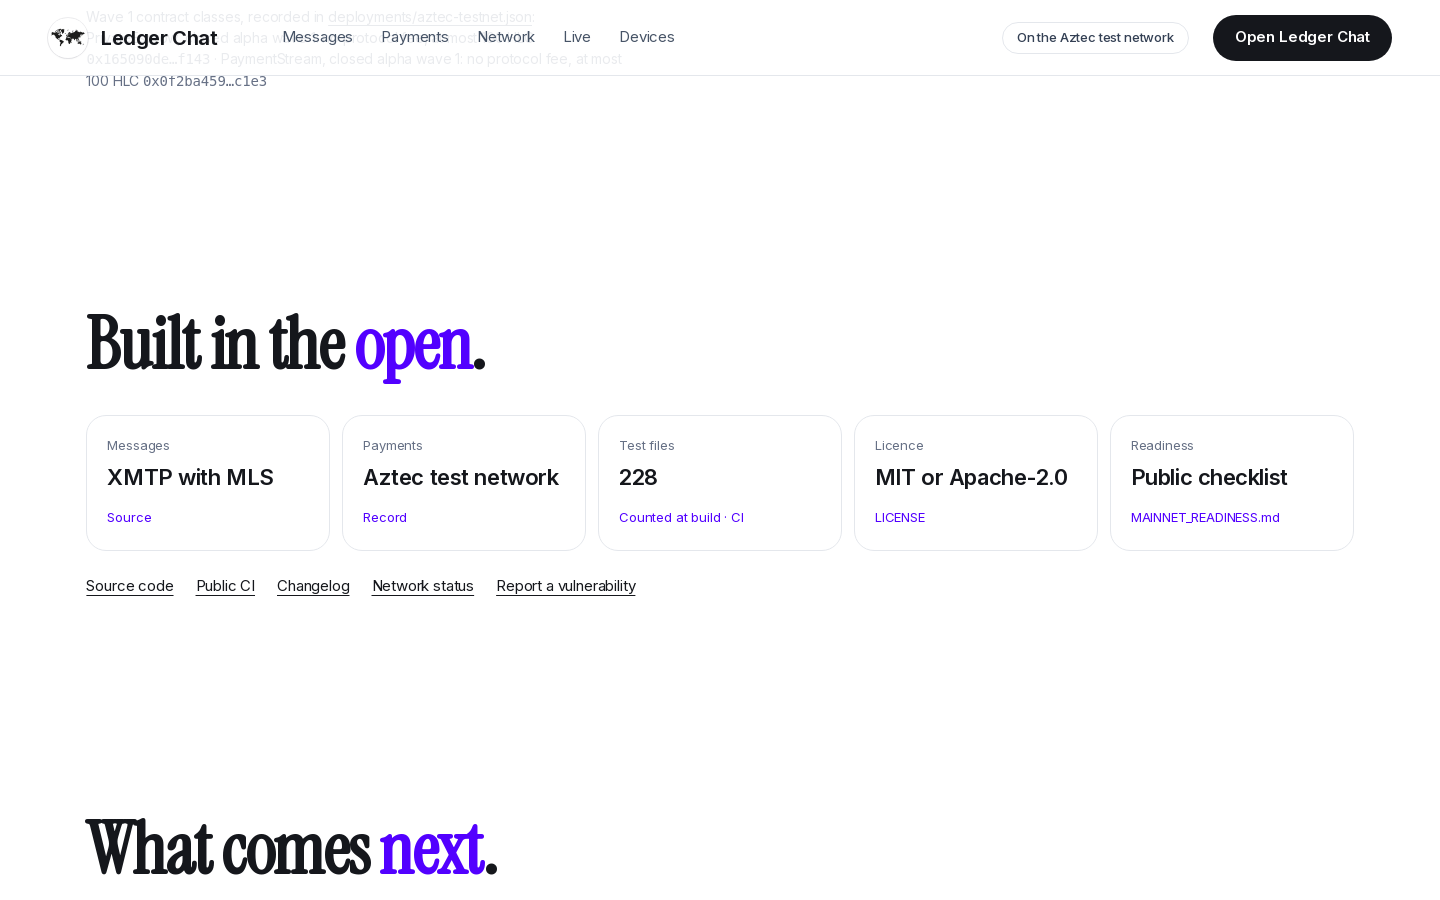 Wave 1 contract classes, recorded in deployments/aztec-testnet.json:
Ledger Chat
Messages
Payments
Network
Live
Devices
On the Aztec test network
Open Ledger Chat
0x165090de…f143 · PaymentStream, closed alpha wave 1: no protocol fee, at most
100 HLC 0x0f2ba459…c1e3
Built in the open.
Messages
XMTP with MLS
Source
Payments
Aztec test network
Record
Test files
228
Counted at build · CI
Licence
MIT or Apache-2.0
LICENSE
Readiness
Public checklist
MAINNET_READINESS.md
Source code
Public CI
Changelog
Network status
Report a vulnerability
What comes next.